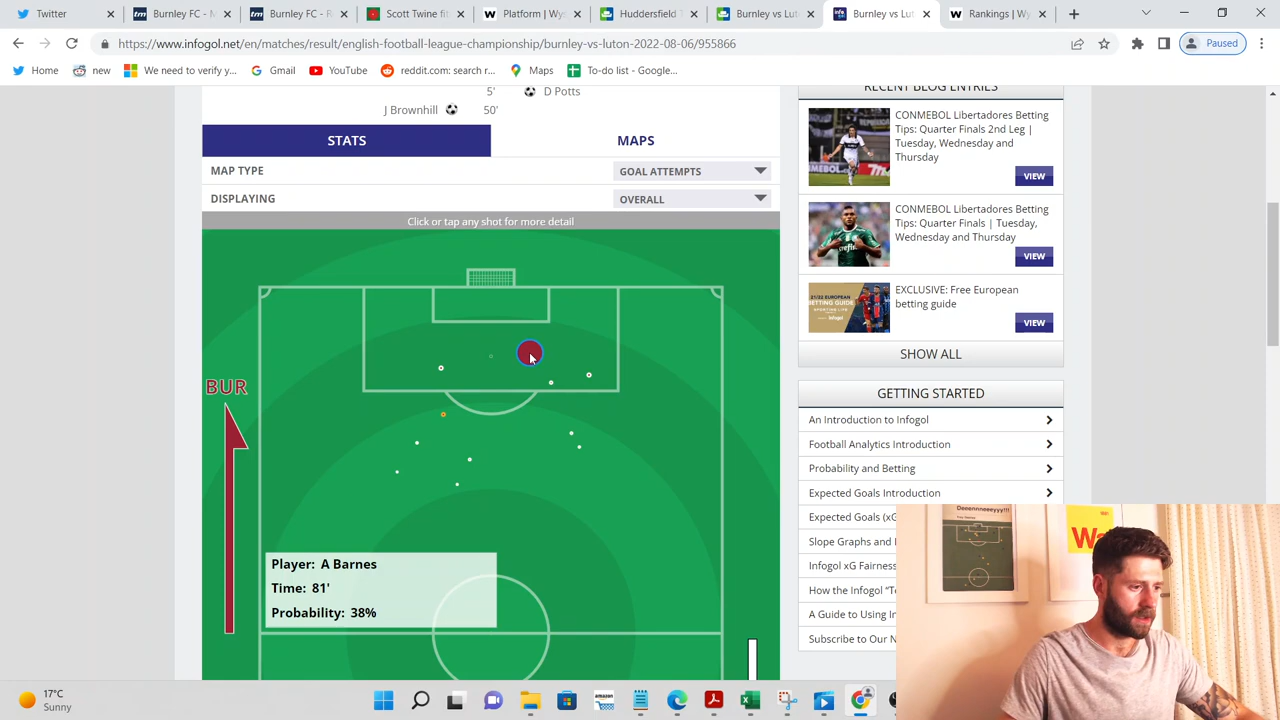 Twitter
Burnley FC - M
Burnley FC - R
Scott Twine fit
Platform | Wy
Huddersfield T
Burnley vs Lut
Burnley vs Lut
Rankings | Wy
https://www.infogol.net/en/matches/result/english-football-league-championship/burnley-vs-luton-2022-08-06/955866
Paused
Home
new
We need to verify y...
Gmail
YouTube
reddit.com: search r...
Maps
To-do list - Google...
5' D Potts
J Brownhill 50'
STATS MAPS
MAP TYPE GOAL ATTEMPTS
DISPLAYING OVERALL
Click or tap any shot for more detail
BUR
Player: A Barnes
Time: 81'
Probability: 38%
RECENT BLOG ENTRIES
CONMEBOL Libertadores Betting
Tips: Quarter Finals 2nd Leg |
Tuesday, Wednesday and
Thursday
VIEW
CONMEBOL Libertadores Betting
Tips: Quarter Finals | Tuesday,
Wednesday and Thursday
VIEW
EXCLUSIVE: Free European
betting guide
VIEW
SHOW ALL
GETTING STARTED
An Introduction to Infogol
Football Analytics Introduction
Probability and Betting
Expected Goals Introduction
Expected Goals (xG
Slope Graphs and
Infogol xG Fairness
How the Infogol "T
A Guide to Using In
Subscribe to Our N
17°C
Sunny